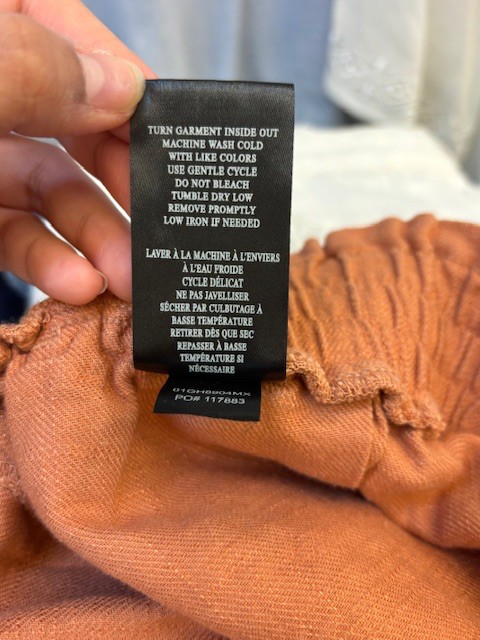 TURN GARMENT INSIDE OUT
MACHINE WASH COLD
WITH LIKE COLORS
USE GENTLE CYCLE
DO NOT BLEACH
TUMBLE DRY LOW
REMOVE PROMPTLY
LOW IRON IF NEEDED
LAVER À LA MACHINE À L'ENVIERS
À L'EAU FROIDE
CYCLE DÉLICAT
NE PAS JAVELLISER
SÉCHER PAR CULBUTAGE À
BASSE TEMPÉRATURE
RETIRER DÈS QUE SEC
REPASSER À BASSE
TEMPÉRATURE SI
NÉCESSAIRE
01GH8904MX
PO# 117883